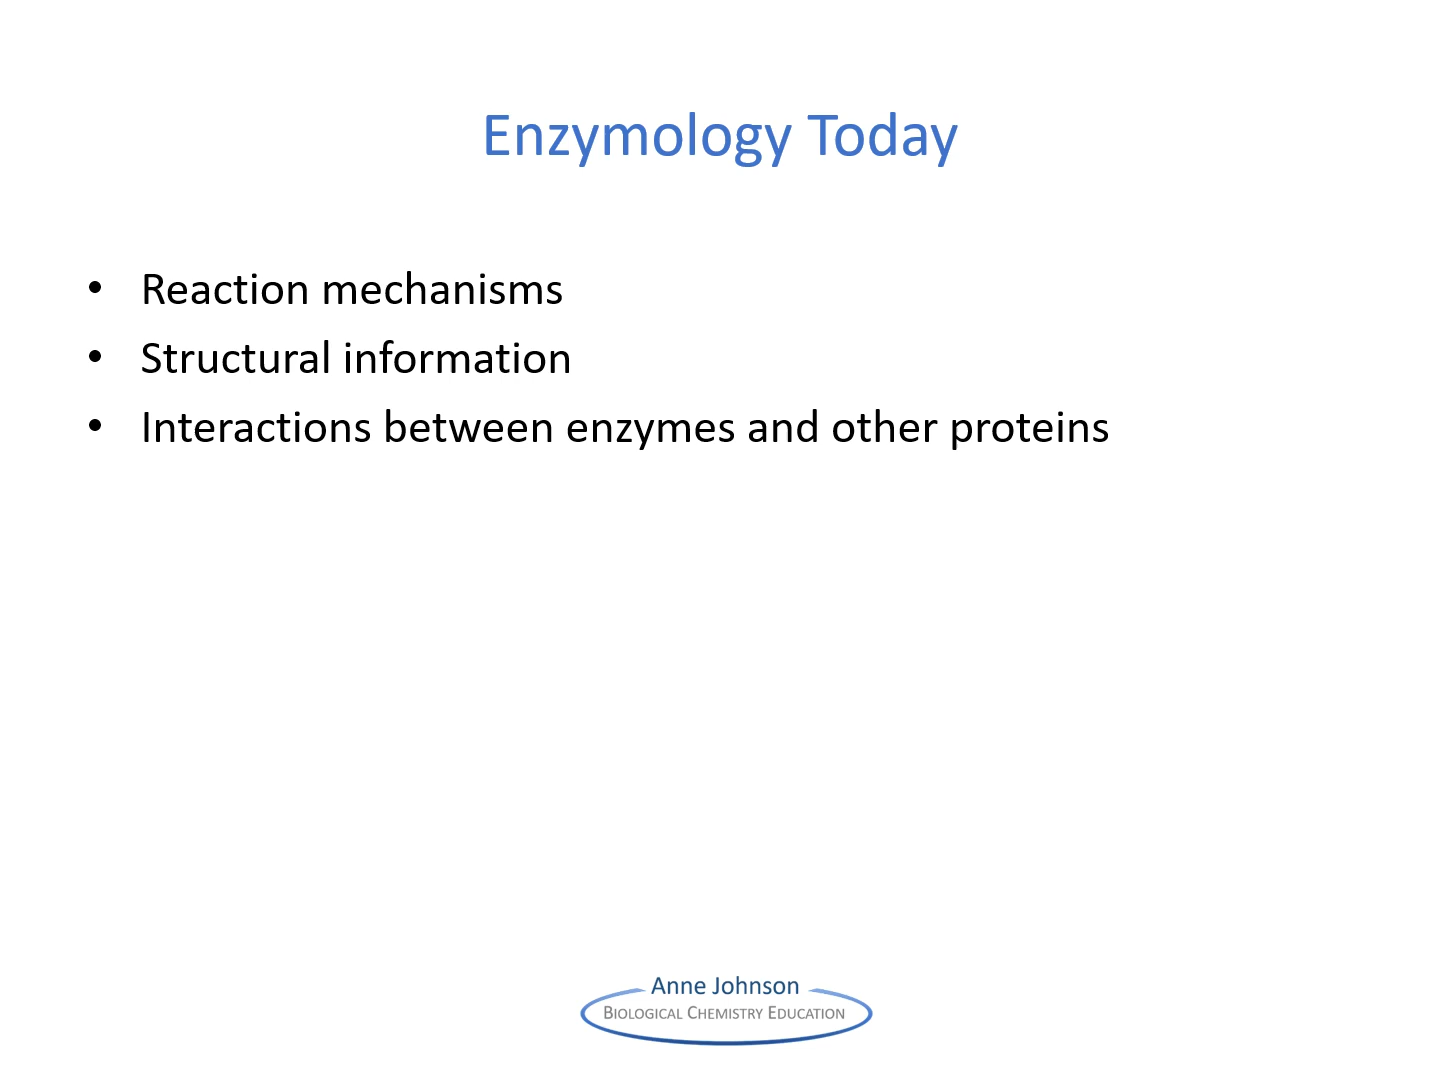 Enzymology Today
• Reaction mechanisms
• Structural information
• Interactions between enzymes and other proteins
Anne Johnson
BIOLOGICAL CHEMISTRY EDUCATION